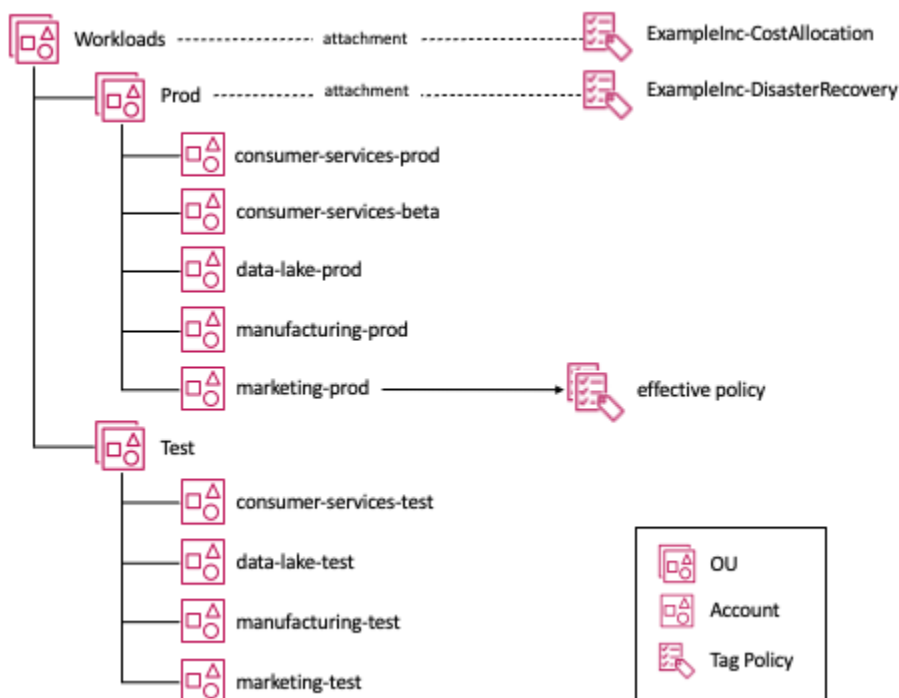 Workloads attachment ExampleInc-CostAllocation
Prod attachment ExampleInc-DisasterRecovery
consumer-services-prod
consumer-services-beta
data-lake-prod
manufacturing-prod
marketing-prod effective policy
Test
consumer-services-test
data-lake-test
manufacturing-test
marketing-test
OU
Account
Tag Policy